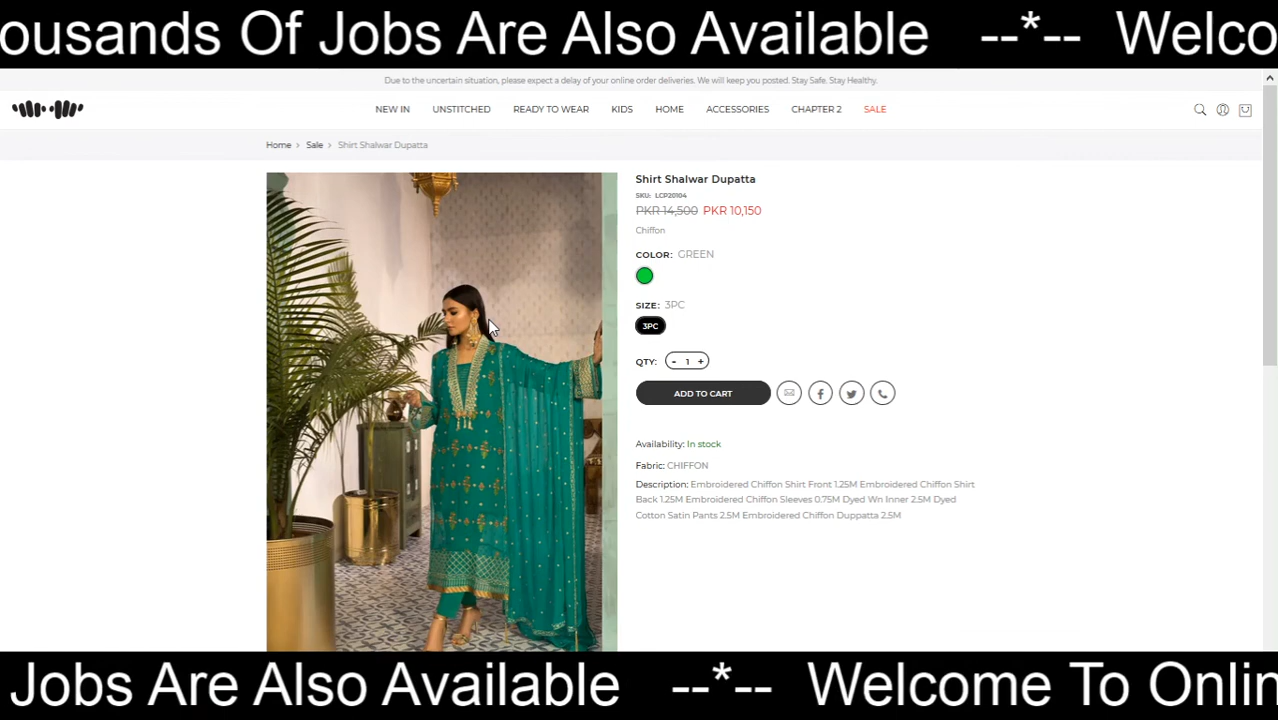 ousands Of Jobs Are Also Available --*-- Welco
Due to the uncertain situation, please expect a delay of your online order deliveries. We will keep you posted. Stay Safe. Stay Healthy.
NEW IN UNSTITCHED READY TO WEAR KIDS HOME ACCESSORIES CHAPTER 2 SALE
Home > Sale > Shirt Shalwar Dupatta
Shirt Shalwar Dupatta
SKU: LCP20104
PKR 14,500 PKR 10,150
Chiffon
COLOR: GREEN
SIZE: 3PC
3PC
QTY: - 1 +
ADD TO CART
Availability: In stock
Fabric: CHIFFON
Description: Embroidered Chiffon Shirt Front 1.25M Embroidered Chiffon Shirt
Back 1.25M Embroidered Chiffon Sleeves 0.75M Dyed Wn Inner 2.5M Dyed
Cotton Satin Pants 2.5M Embroidered Chiffon Duppatta 2.5M
Jobs Are Also Available --*-- Welcome To Onlin